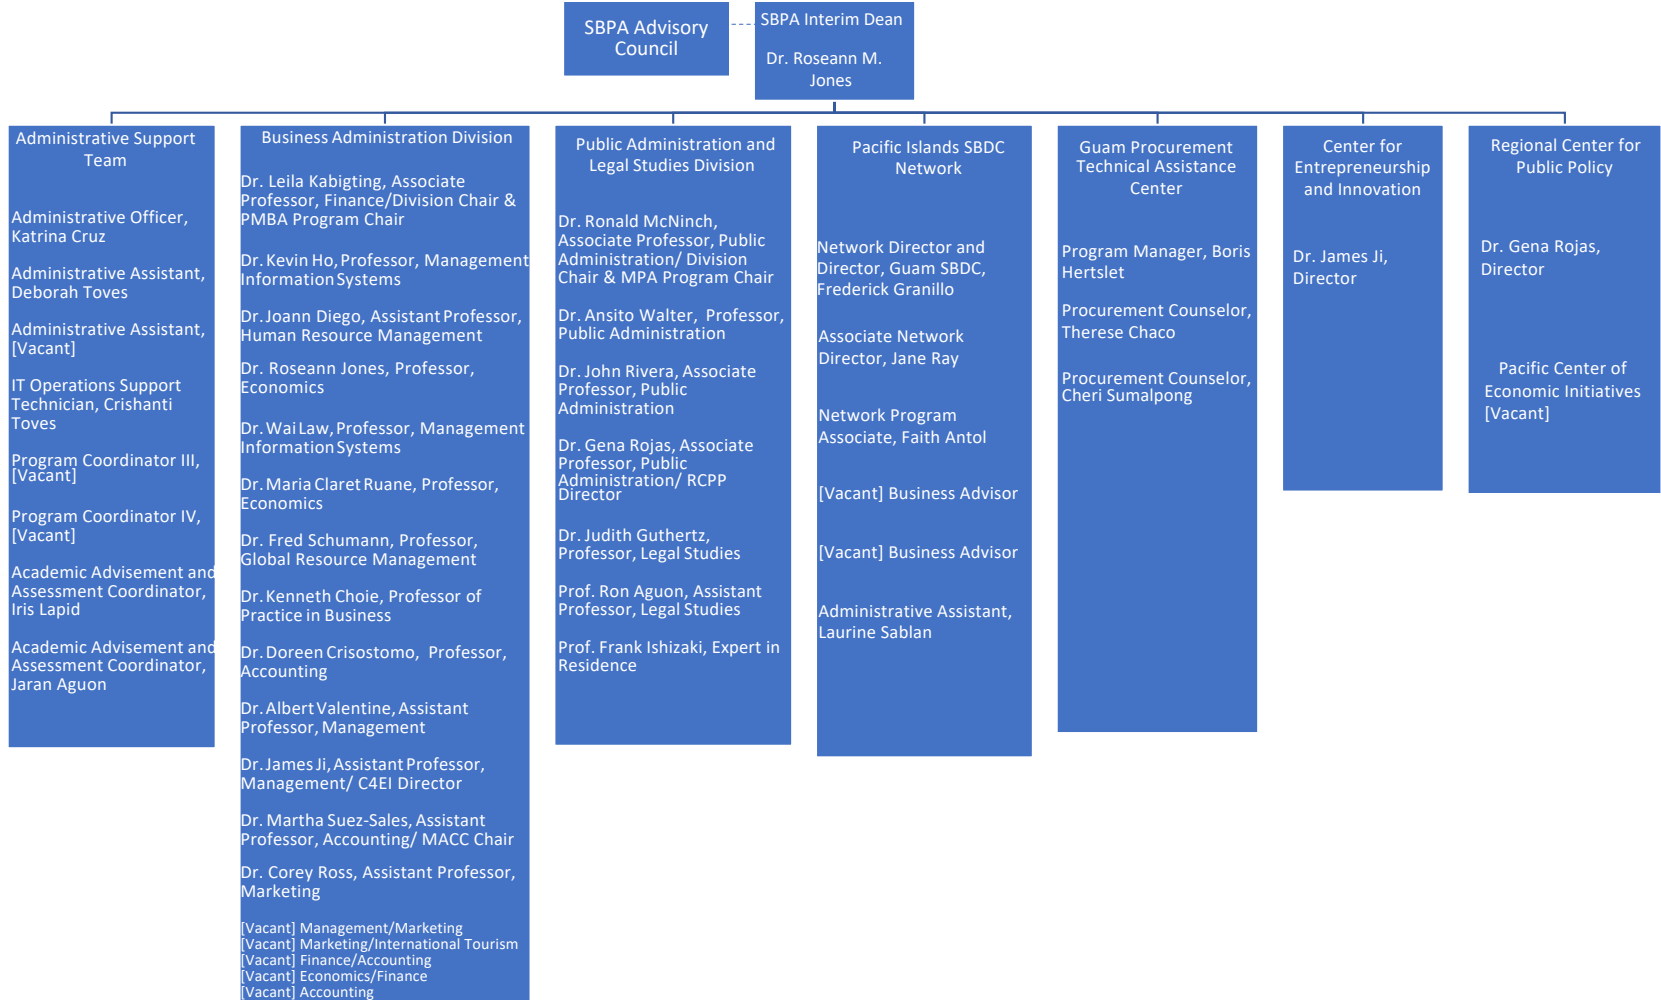 SBPA Advisory
Council
SBPA Interim Dean
Dr. Roseann M.
Jones
Administrative Support
Team
Administrative Officer,
Katrina Cruz
Administrative Assistant,
Deborah Toves
Administrative Assistant,
[Vacant]
IT Operations Support
Technician, Crishanti
Toves
Program Coordinator III,
[Vacant]
Program Coordinator IV,
[Vacant]
Academic Advisement and
Assessment Coordinator,
Iris Lapid
Academic Advisement and
Assessment Coordinator,
Jaran Aguon
Business Administration Division
Dr. Leila Kabigting, Associate
Professor, Finance/Division Chair &
PMBA Program Chair
Dr. Kevin Ho, Professor, Management
Information Systems
Dr. Joann Diego, Assistant Professor,
Human Resource Management
Dr. Roseann Jones, Professor,
Economics
Dr. Wai Law, Professor, Management
Information Systems
Dr. Maria Claret Ruane, Professor,
Economics
Dr. Fred Schumann, Professor,
Global Resource Management
Dr. Kenneth Choie, Professor of
Practice in Business
Dr. Doreen Crisostomo, Professor,
Accounting
Dr. Albert Valentine, Assistant
Professor, Management
Dr. James Ji, Assistant Professor,
Management/ C4EI Director
Dr. Martha Suez-Sales, Assistant
Professor, Accounting/ MACC Chair
Dr. Corey Ross, Assistant Professor,
Marketing
[Vacant] Management/Marketing
[Vacant] Marketing/International Tourism
[Vacant] Finance/Accounting
[Vacant] Economics/Finance
[Vacant] Accounting
Public Administration and
Legal Studies Division
Dr. Ronald McNinch,
Associate Professor, Public
Administration/ Division
Chair & MPA Program Chair
Dr. Ansito Walter, Professor,
Public Administration
Dr. John Rivera, Associate
Professor, Public
Administration
Dr. Gena Rojas, Associate
Professor, Public
Administration/ RCPP
Director
Dr. Judith Guthertz,
Professor, Legal Studies
Prof. Ron Aguon, Assistant
Professor, Legal Studies
Prof. Frank Ishizaki, Expert in
Residence
Pacific Islands SBDC
Network
Network Director and
Director, Guam SBDC,
Frederick Granillo
Associate Network
Director, Jane Ray
Network Program
Associate, Faith Antol
[Vacant] Business Advisor
[Vacant] Business Advisor
Administrative Assistant,
Laurine Sablan
Guam Procurement
Technical Assistance
Center
Program Manager, Boris
Hertslet
Procurement Counselor,
Therese Chaco
Procurement Counselor,
Cheri Sumalpong
Center for
Entrepreneurship
and Innovation
Dr. James Ji,
Director
Regional Center for
Public Policy
Dr. Gena Rojas,
Director
Pacific Center of
Economic Initiatives
[Vacant]